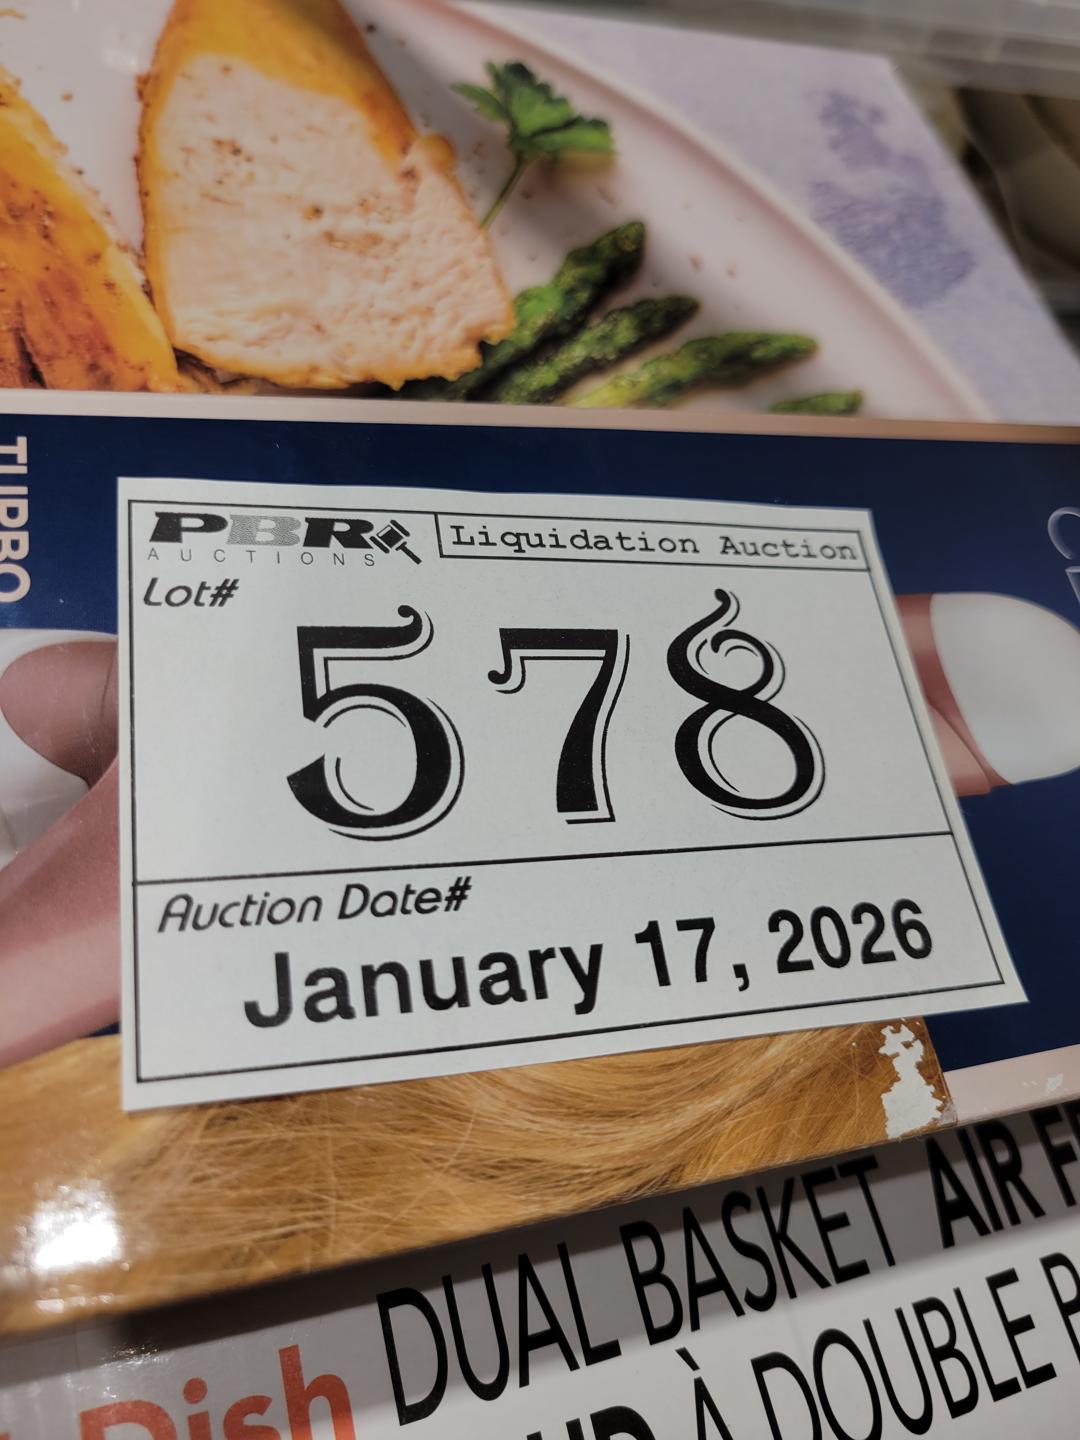 TURBO
PBR
AUCTIONS
Liquidation Auction
Lot#
578
Auction Date#
January 17, 2026
DUAL BASKET AIR
Dish
À DOUBLE